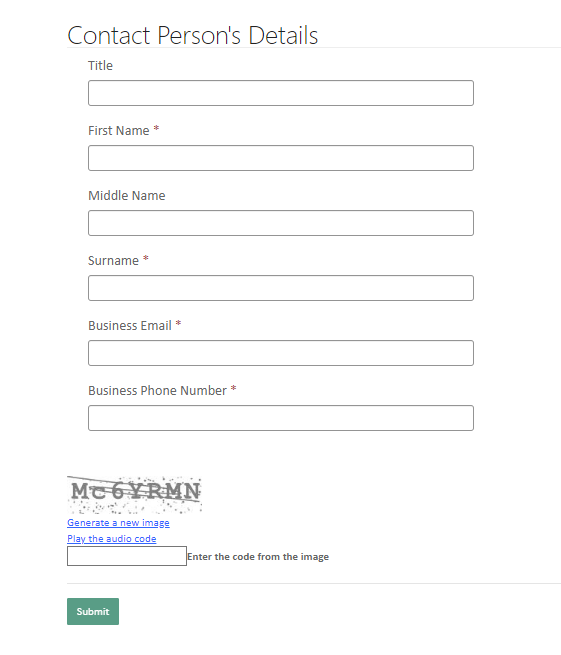 Contact Person's Details
Title
First Name *
Middle Name
Surname *
Business Email *
Business Phone Number *
Generate a new image
Play the audio code
Enter the code from the image
Submit